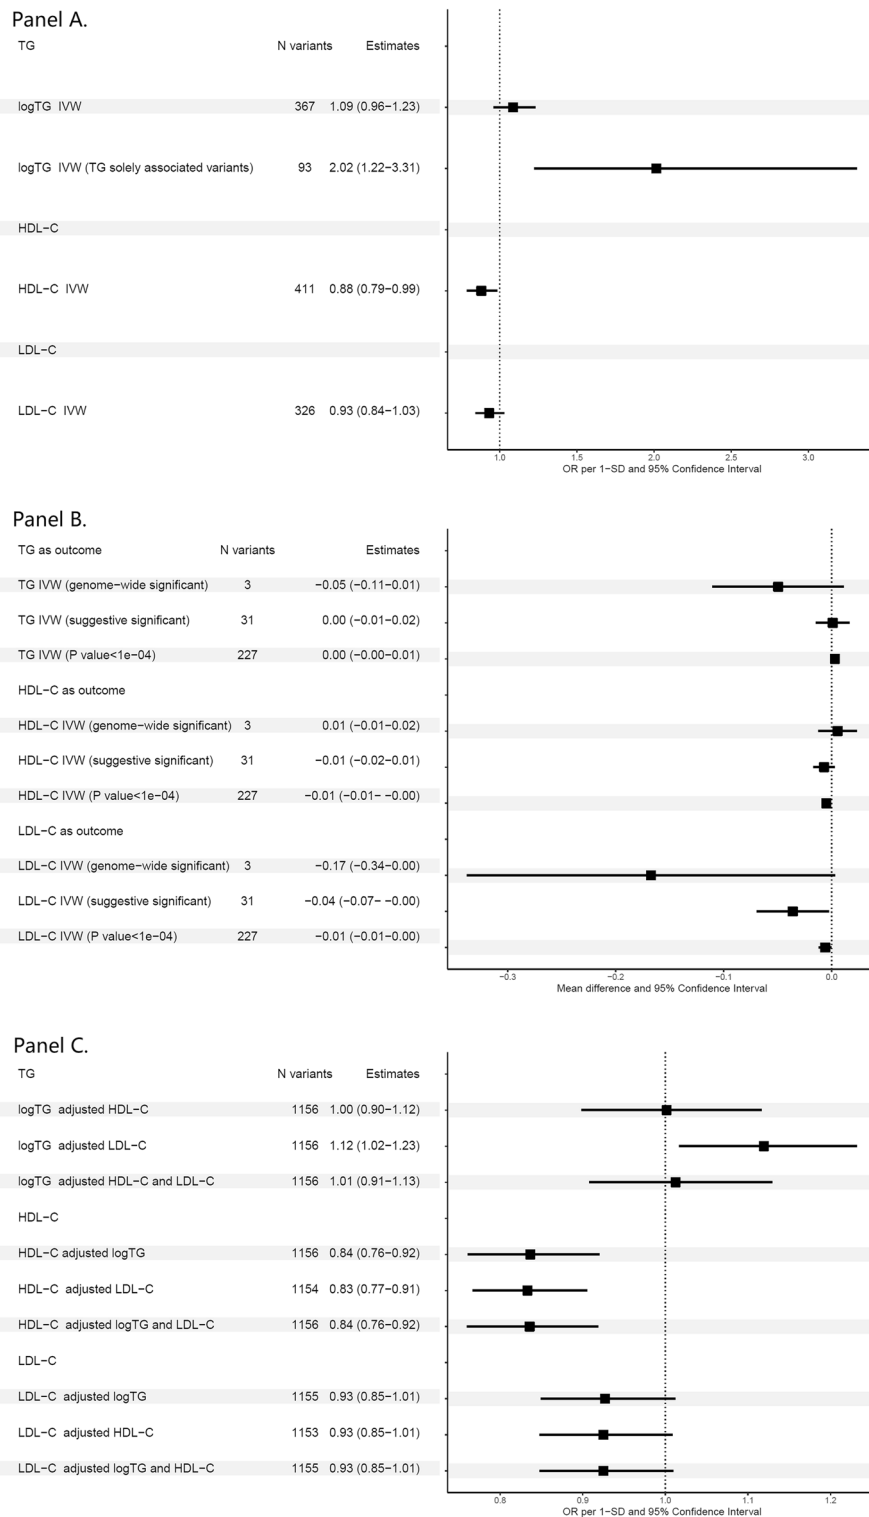 Panel A.
TG N variants Estimates
logTG IVW 367 1.09 (0.96−1.23)
logTG IVW (TG solely associated variants) 93 2.02 (1.22−3.31)
HDL−C
HDL−C IVW 411 0.88 (0.79−0.99)
LDL−C
LDL−C IVW 326 0.93 (0.84−1.03)
1.0 1.5 2.0 2.5 3.0
OR per 1−SD and 95% Confidence Interval
Panel B.
TG as outcome N variants Estimates
TG IVW (genome−wide significant) 3 −0.05 (−0.11−0.01)
TG IVW (suggestive significant) 31 0.00 (−0.01−0.02)
TG IVW (P value<1e−04) 227 0.00 (−0.00−0.01)
HDL−C as outcome
HDL−C IVW (genome−wide significant) 3 0.01 (−0.01−0.02)
HDL−C IVW (suggestive significant) 31 −0.01 (−0.02−0.01)
HDL−C IVW (P value<1e−04) 227 −0.01 (−0.01− −0.00)
LDL−C as outcome
LDL−C IVW (genome−wide significant) 3 −0.17 (−0.34−0.00)
LDL−C IVW (suggestive significant) 31 −0.04 (−0.07− −0.00)
LDL−C IVW (P value<1e−04) 227 −0.01 (−0.01−0.00)
−0.3 −0.2 −0.1 0.0
Mean difference and 95% Confidence Interval
Panel C.
TG N variants Estimates
logTG adjusted HDL−C 1156 1.00 (0.90−1.12)
logTG adjusted LDL−C 1156 1.12 (1.02−1.23)
logTG adjusted HDL−C and LDL−C 1156 1.01 (0.91−1.13)
HDL−C
HDL−C adjusted logTG 1156 0.84 (0.76−0.92)
HDL−C adjusted LDL−C 1154 0.83 (0.77−0.91)
HDL−C adjusted logTG and LDL−C 1156 0.84 (0.76−0.92)
LDL−C
LDL−C adjusted logTG 1155 0.93 (0.85−1.01)
LDL−C adjusted HDL−C 1153 0.93 (0.85−1.01)
LDL−C adjusted logTG and HDL−C 1155 0.93 (0.85−1.01)
0.8 0.9 1.0 1.1 1.2
OR per 1−SD and 95% Confidence Interval